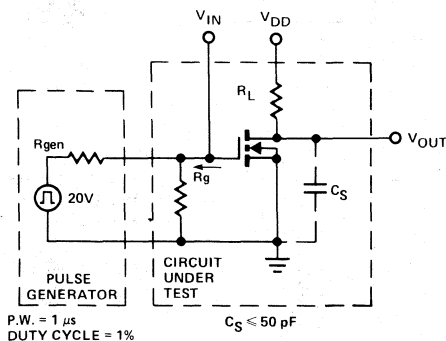 V_IN
V_DD
R_L
V_OUT
Rgen
Rg
20V
C_S
PULSE
GENERATOR
CIRCUIT
UNDER
TEST
P.W. = 1 μs
DUTY CYCLE = 1%
C_S ⩽ 50 pF